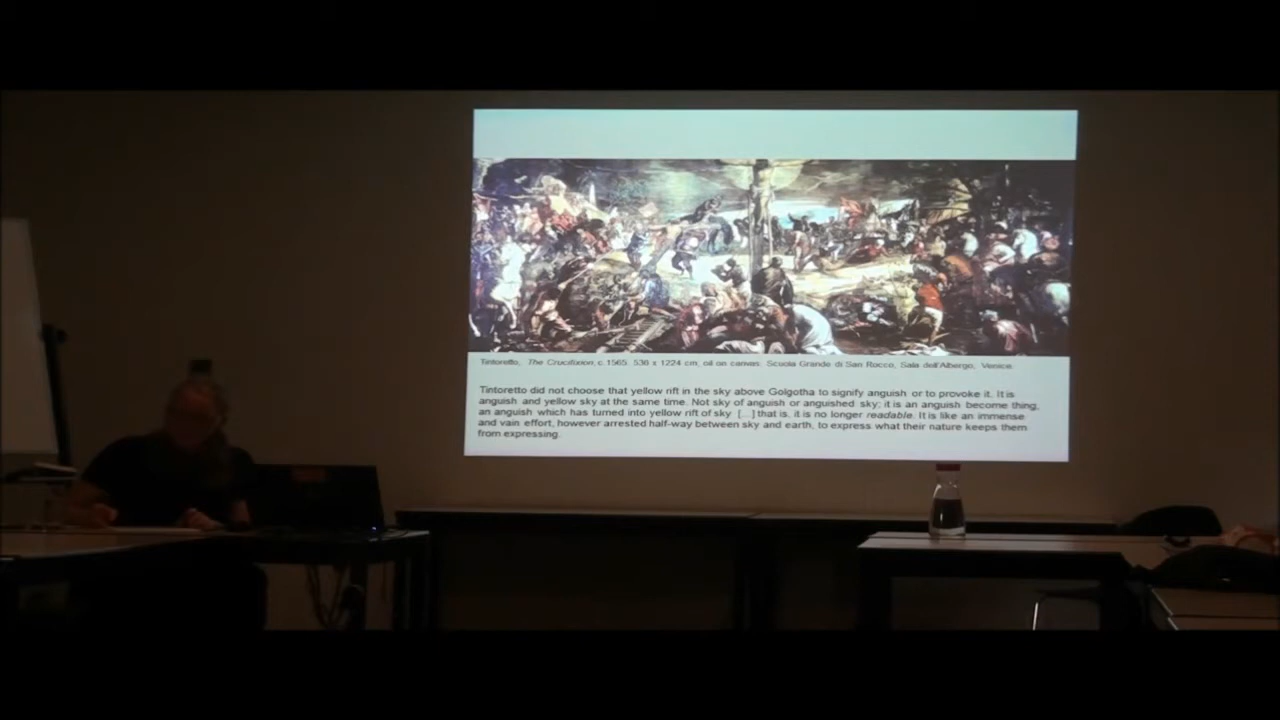 Tintoretto, The Crucifixion, c.1565. 536 x 1224 cm; oil on canvas. Scuola Grande di San Rocco, Sala dell'Albergo, Venice.
Tintoretto did not choose that yellow rift in the sky above Golgotha to signify anguish or to provoke it. It is
anguish and yellow sky at the same time. Not sky of anguish or anguished sky; it is an anguish become thing,
an anguish which has turned into yellow rift of sky [...] that is, it is no longer readable. It is like an immense
and vain effort, however arrested half-way between sky and earth, to express what their nature keeps them
from expressing.